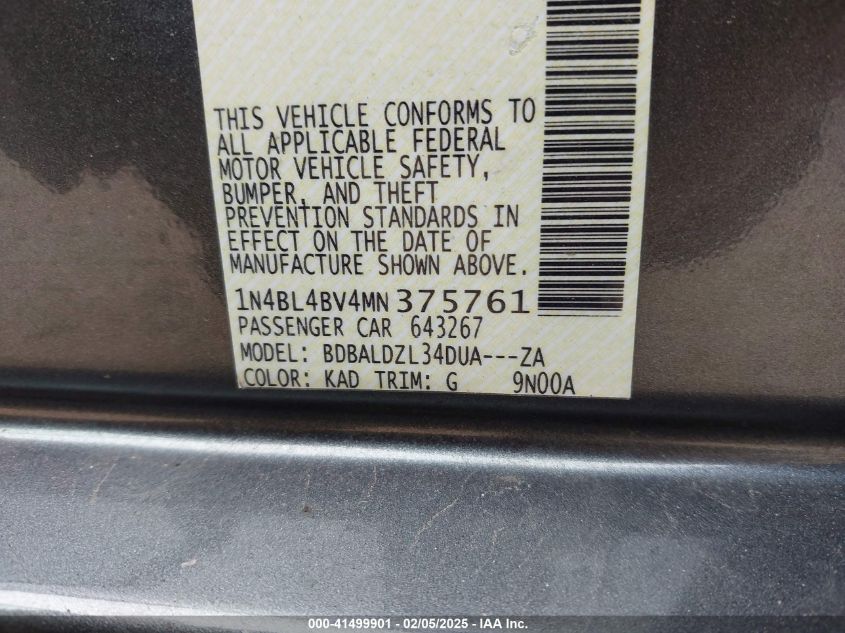 THIS VEHICLE CONFORMS TO
ALL APPLICABLE FEDERAL
MOTOR VEHICLE SAFETY,
BUMPER, AND THEFT
PREVENTION STANDARDS IN
EFFECT ON THE DATE OF
MANUFACTURE SHOWN ABOVE.
1N4BL4BV4MN375761
PASSENGER CAR 643267
MODEL: BDBALDZL34DUA---ZA
COLOR: KAD TRIM: G 9N00A
000-41499901 - 02/05/2025 - IAA Inc.